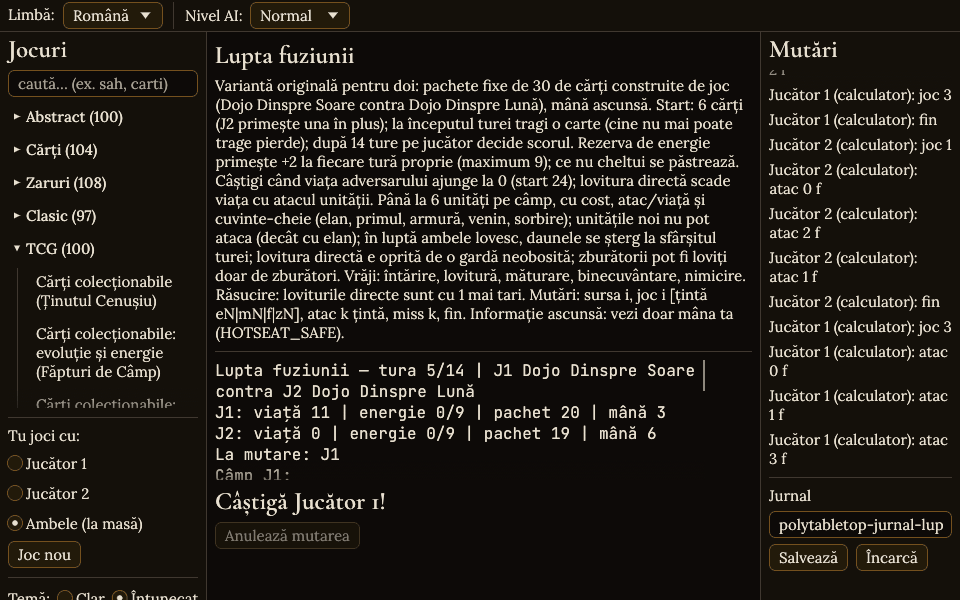 Limbă: Română ▼ Nivel AI: Normal ▼
Jocuri
caută... (ex. sah, carti)
▸ Abstract (100)
▸ Cărți (104)
▸ Zaruri (108)
▸ Clasic (97)
▾ TCG (100)
Cărți colecționabile
(Ținutul Cenușiu)
Cărți colecționabile:
evoluție și energie
(Făpturi de Câmp)
Cărți colecționabile:
Tu joci cu:
Jucător 1
Jucător 2
Ambele (la masă)
Joc nou
Temă: Clar Întunecat
Lupta fuziunii
Variantă originală pentru doi: pachete fixe de 30 de cărți construite de joc
(Dojo Dinspre Soare contra Dojo Dinspre Lună), mână ascunsă. Start: 6 cărți
(J2 primește una în plus); la începutul turei tragi o carte (cine nu mai poate
trage pierde); după 14 ture pe jucător decide scorul. Rezerva de energie
primește +2 la fiecare tură proprie (maximum 9); ce nu cheltui se păstrează.
Câștigi când viața adversarului ajunge la 0 (start 24); lovitura directă scade
viața cu atacul unității. Până la 6 unități pe câmp, cu cost, atac/viață și
cuvinte-cheie (elan, primul, armură, venin, sorbire); unitățile noi nu pot
ataca (decât cu elan); în luptă ambele lovesc, daunele se șterg la sfârșitul
turei; lovitura directă e oprită de o gardă neobosită; zburătorii pot fi loviți
doar de zburători. Vrăji: întărire, lovitură, măturare, binecuvântare, nimicire.
Răsucire: loviturile directe sunt cu 1 mai tari. Mutări: sursa i, joc i [țintă
eN|mN|f|zN], atac k țintă, miss k, fin. Informație ascunsă: vezi doar mâna ta
(HOTSEAT_SAFE).
Lupta fuziunii — tura 5/14 | J1 Dojo Dinspre Soare
contra J2 Dojo Dinspre Lună
J1: viață 11 | energie 0/9 | pachet 20 | mână 3
J2: viață 0 | energie 0/9 | pachet 19 | mână 6
La mutare: J1
Câmp J1:
Câștigă Jucător 1!
Anulează mutarea
Mutări
Jucător 1 (calculator): joc 3
Jucător 1 (calculator): fin
Jucător 2 (calculator): joc 1
Jucător 2 (calculator):
atac 0 f
Jucător 2 (calculator):
atac 2 f
Jucător 2 (calculator):
atac 1 f
Jucător 2 (calculator): fin
Jucător 1 (calculator): joc 3
Jucător 1 (calculator): atac
0 f
Jucător 1 (calculator): atac
1 f
Jucător 1 (calculator): atac
3 f
Jurnal
polytabletop-jurnal-lup
Salvează Încarcă